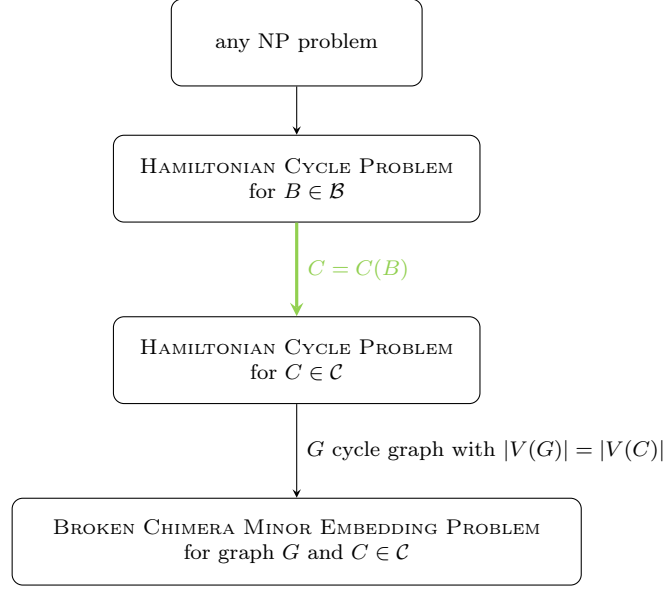 any NP problem
HAMILTONIAN CYCLE PROBLEM
for B ∈ ℬ
C = C(B)
HAMILTONIAN CYCLE PROBLEM
for C ∈ 𝒞
G cycle graph with |V(G)| = |V(C)|
BROKEN CHIMERA MINOR EMBEDDING PROBLEM
for graph G and C ∈ 𝒞